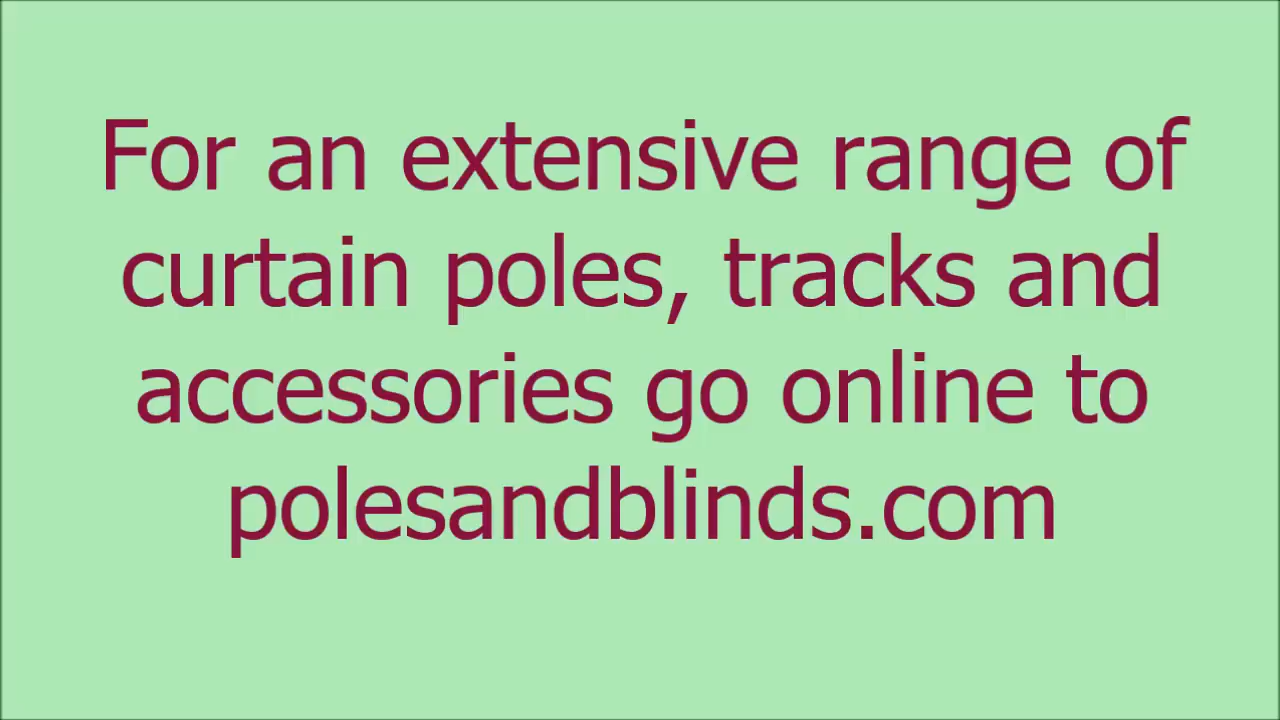 For an extensive range of
curtain poles, tracks and
accessories go online to
polesandblinds.com